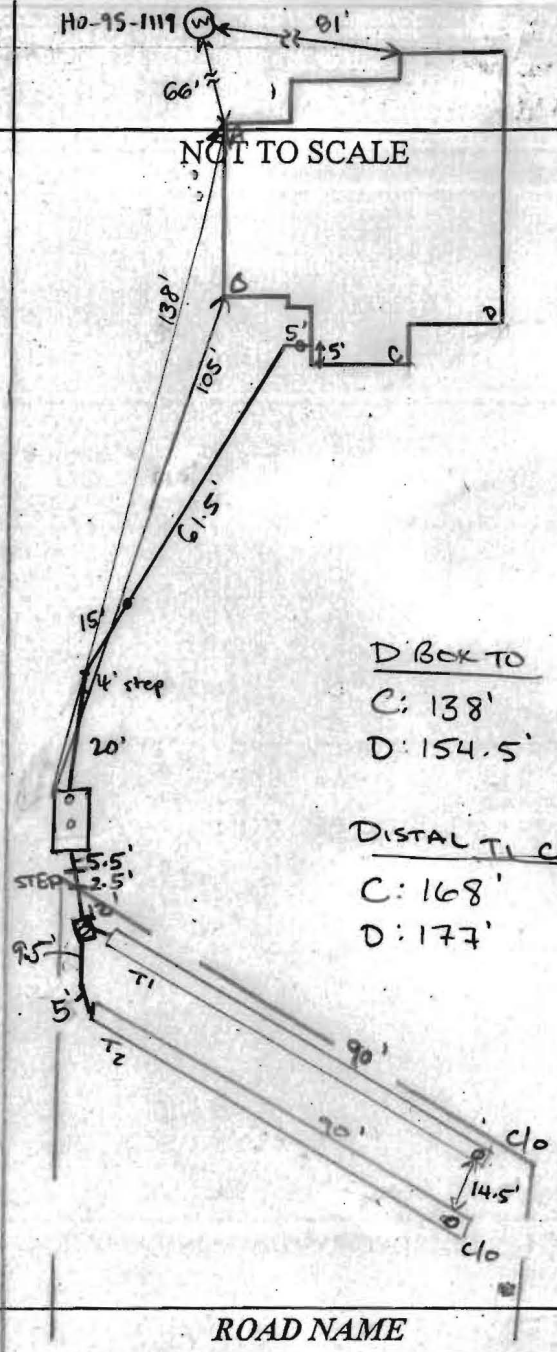 HO-95-1119 W 81'
66'
A
NOT TO SCALE
138'
B
105'
5'
5'
C
D
61.5'
15'
4' step
20'
D BOX TO
C: 138'
D: 154.5'
DISTAL T1 C
C: 168'
D: 177'
5.5'
STEP 2.5'
12'
9.5'
T1
5'
T2
90'
90'
C/O
14.5'
C/O
ROAD NAME